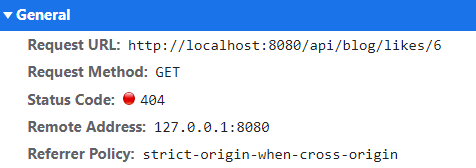 General
Request URL: http://localhost:8080/api/blog/likes/6
Request Method: GET
Status Code: 404
Remote Address: 127.0.0.1:8080
Referrer Policy: strict-origin-when-cross-origin